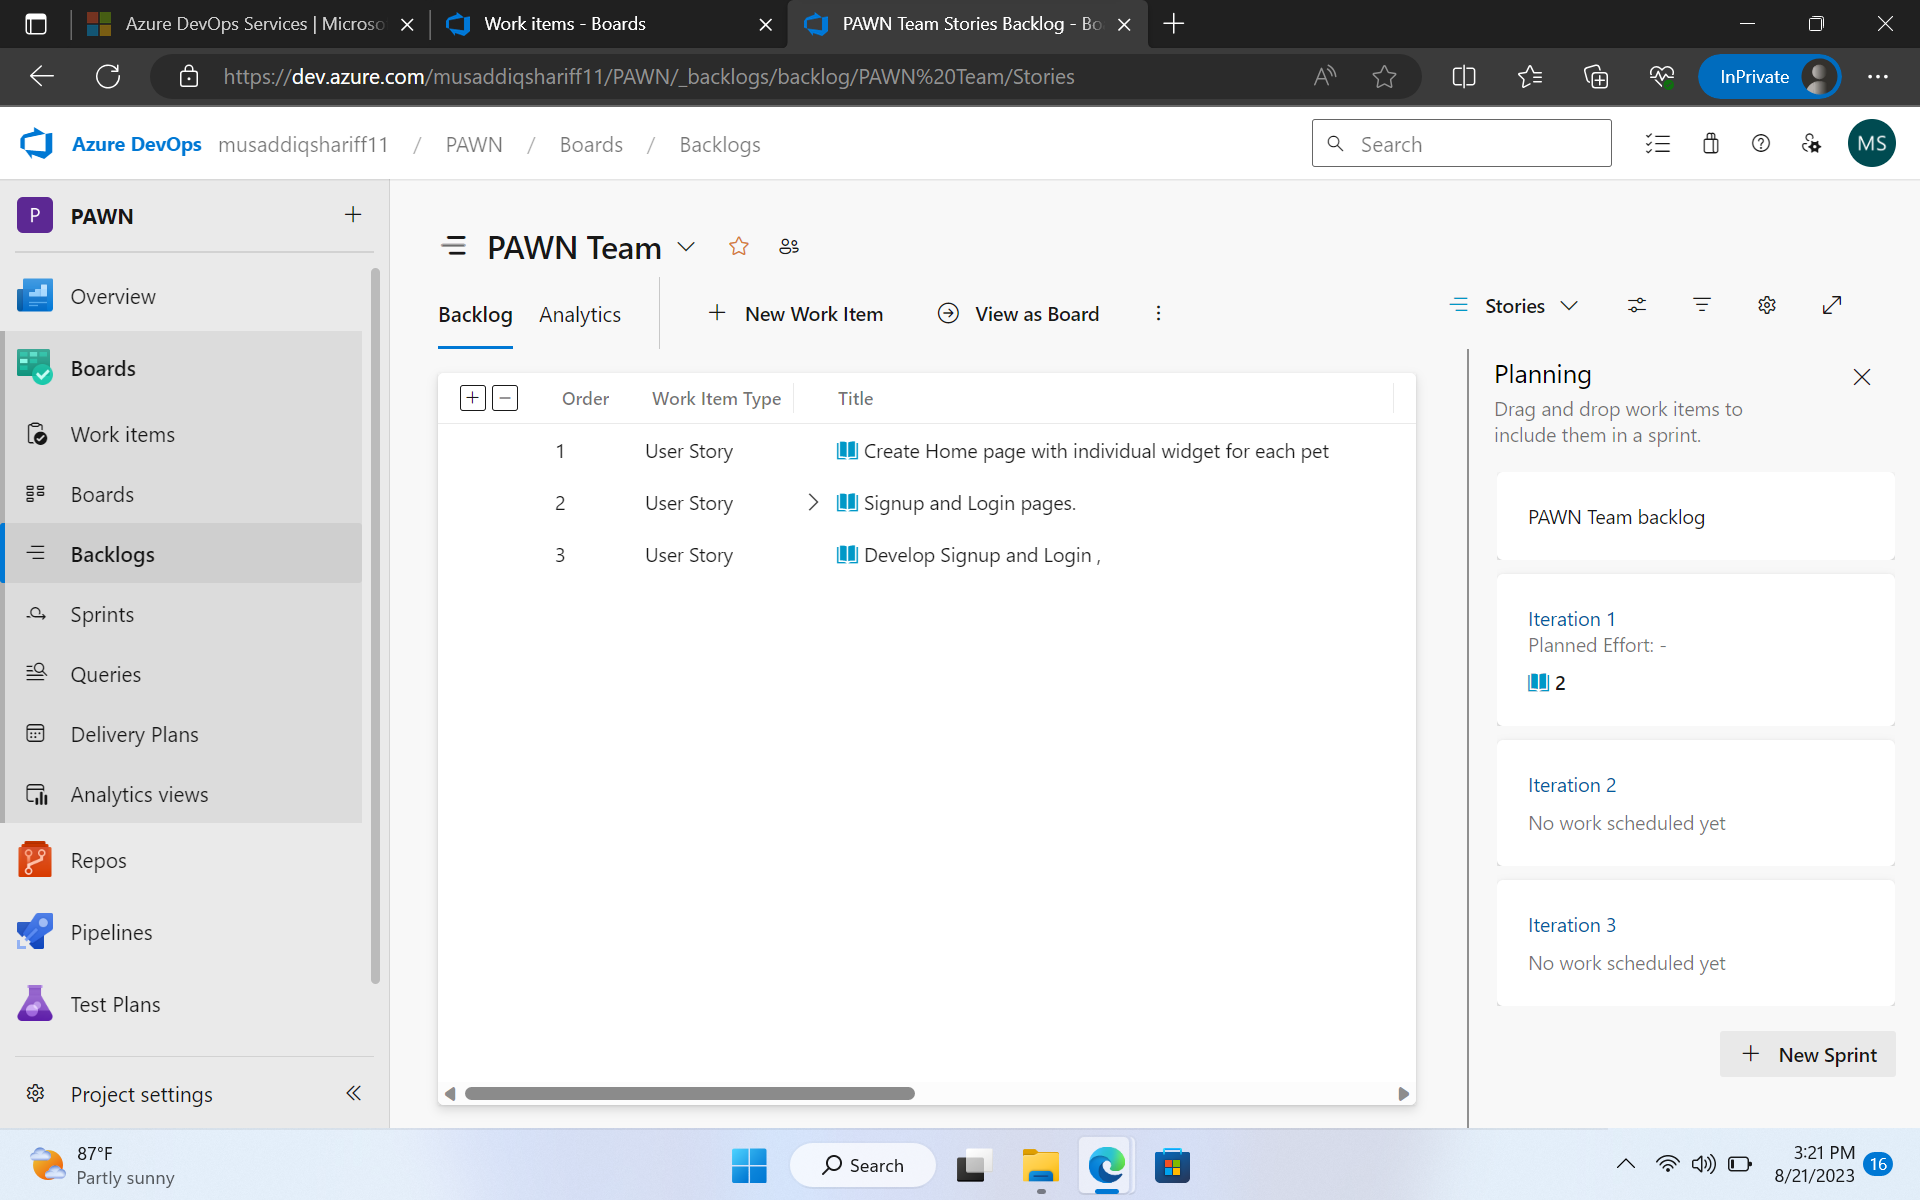 Azure DevOps Services | Microso
Work items - Boards
PAWN Team Stories Backlog - Bo
https://dev.azure.com/musaddiqshariff11/PAWN/_backlogs/backlog/PAWN%20Team/Stories
InPrivate
Azure DevOps musaddiqshariff11 / PAWN / Boards / Backlogs
Search
MS
P PAWN
Overview
Boards
Work items
Boards
Backlogs
Sprints
Queries
Delivery Plans
Analytics views
Repos
Pipelines
Test Plans
Project settings
PAWN Team
Backlog Analytics New Work Item View as Board
Stories
Order Work Item Type Title
1 User Story Create Home page with individual widget for each pet
2 User Story Signup and Login pages.
3 User Story Develop Signup and Login ,
Planning
Drag and drop work items to
include them in a sprint.
PAWN Team backlog
Iteration 1
Planned Effort: -
2
Iteration 2
No work scheduled yet
Iteration 3
No work scheduled yet
New Sprint
87°F
Partly sunny
Search
3:21 PM
8/21/2023
16